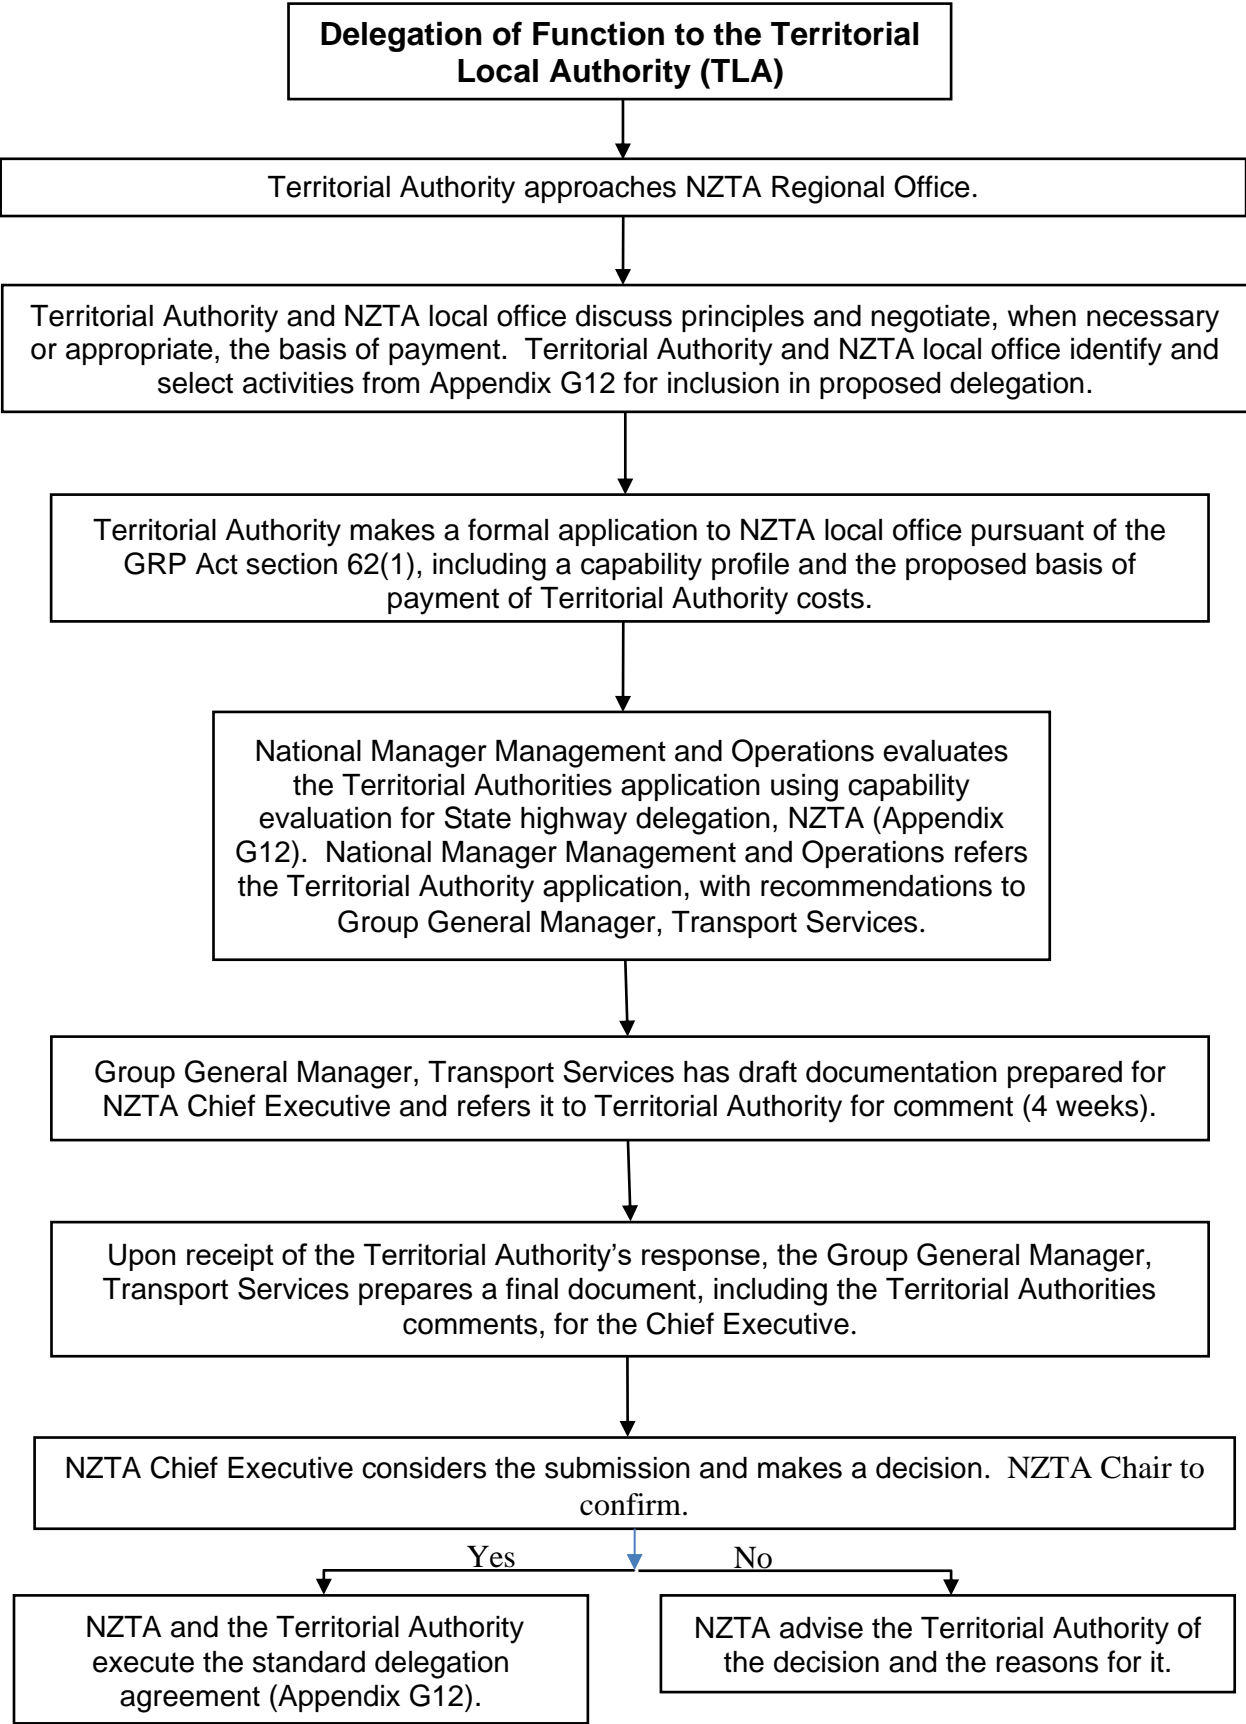 Delegation of Function to the Territorial
Local Authority (TLA)
Territorial Authority approaches NZTA Regional Office.
Territorial Authority and NZTA local office discuss principles and negotiate, when necessary
or appropriate, the basis of payment.  Territorial Authority and NZTA local office identify and
select activities from Appendix G12 for inclusion in proposed delegation.
Territorial Authority makes a formal application to NZTA local office pursuant of the
GRP Act section 62(1), including a capability profile and the proposed basis of
payment of Territorial Authority costs.
National Manager Management and Operations evaluates
the Territorial Authorities application using capability
evaluation for State highway delegation, NZTA (Appendix
G12).  National Manager Management and Operations refers
the Territorial Authority application, with recommendations to
Group General Manager, Transport Services.
Group General Manager, Transport Services has draft documentation prepared for
NZTA Chief Executive and refers it to Territorial Authority for comment (4 weeks).
Upon receipt of the Territorial Authority’s response, the Group General Manager,
Transport Services prepares a final document, including the Territorial Authorities
comments, for the Chief Executive.
NZTA Chief Executive considers the submission and makes a decision.  NZTA Chair to
confirm.
Yes
No
NZTA and the Territorial Authority
execute the standard delegation
agreement (Appendix G12).
NZTA advise the Territorial Authority of
the decision and the reasons for it.